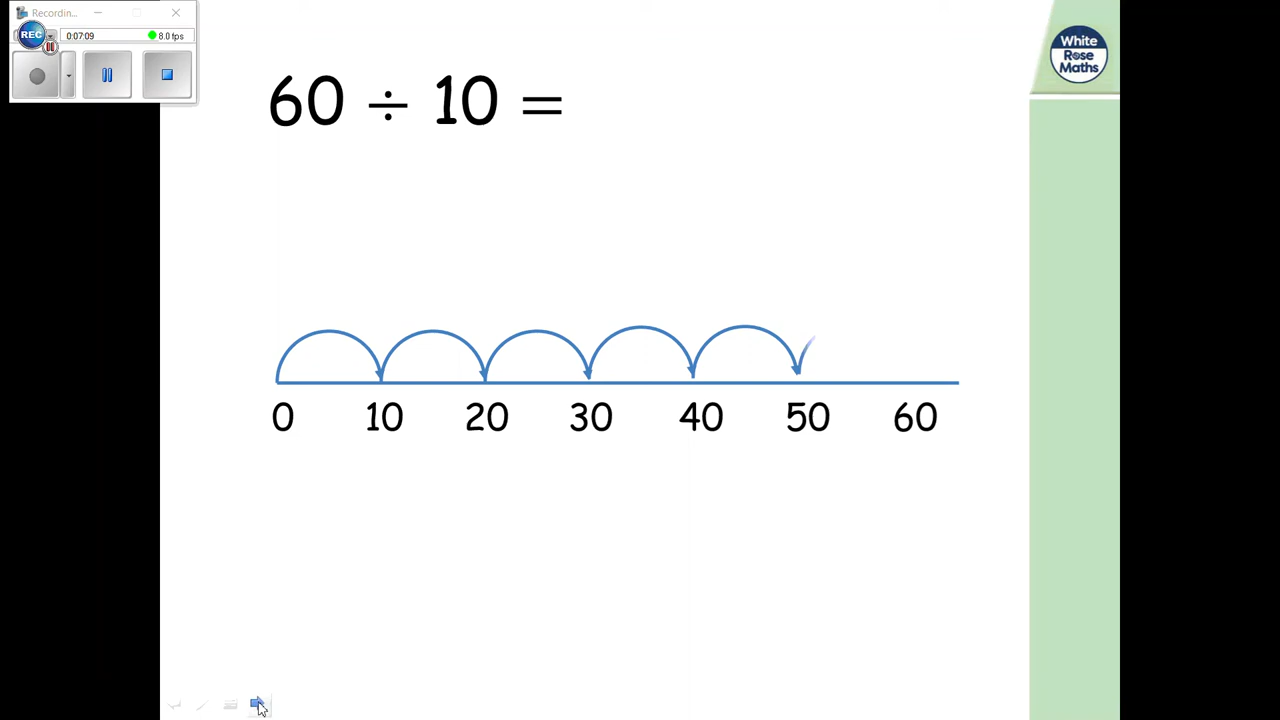 Recordin...
REC
0:07:09
8.0 fps
60 ÷ 10 =
White
Rose
Maths
0 10 20 30 40 50 60